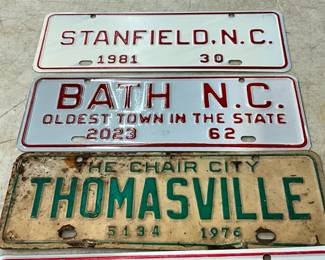 STANFIELD, N.C.
1981 30
BATH N.C.
OLDEST TOWN IN THE STATE
2023 62
THE CHAIR CITY
THOMASVILLE
5134 1976